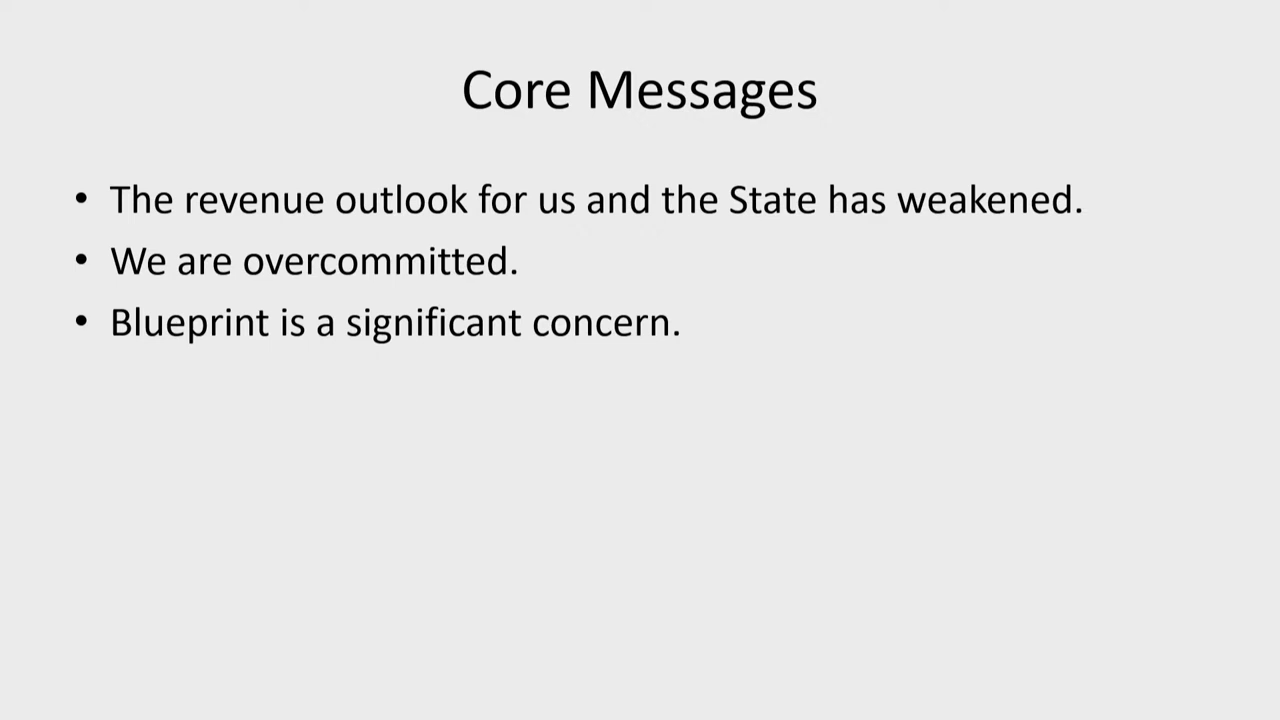 Core Messages
• The revenue outlook for us and the State has weakened.
• We are overcommitted.
• Blueprint is a significant concern.